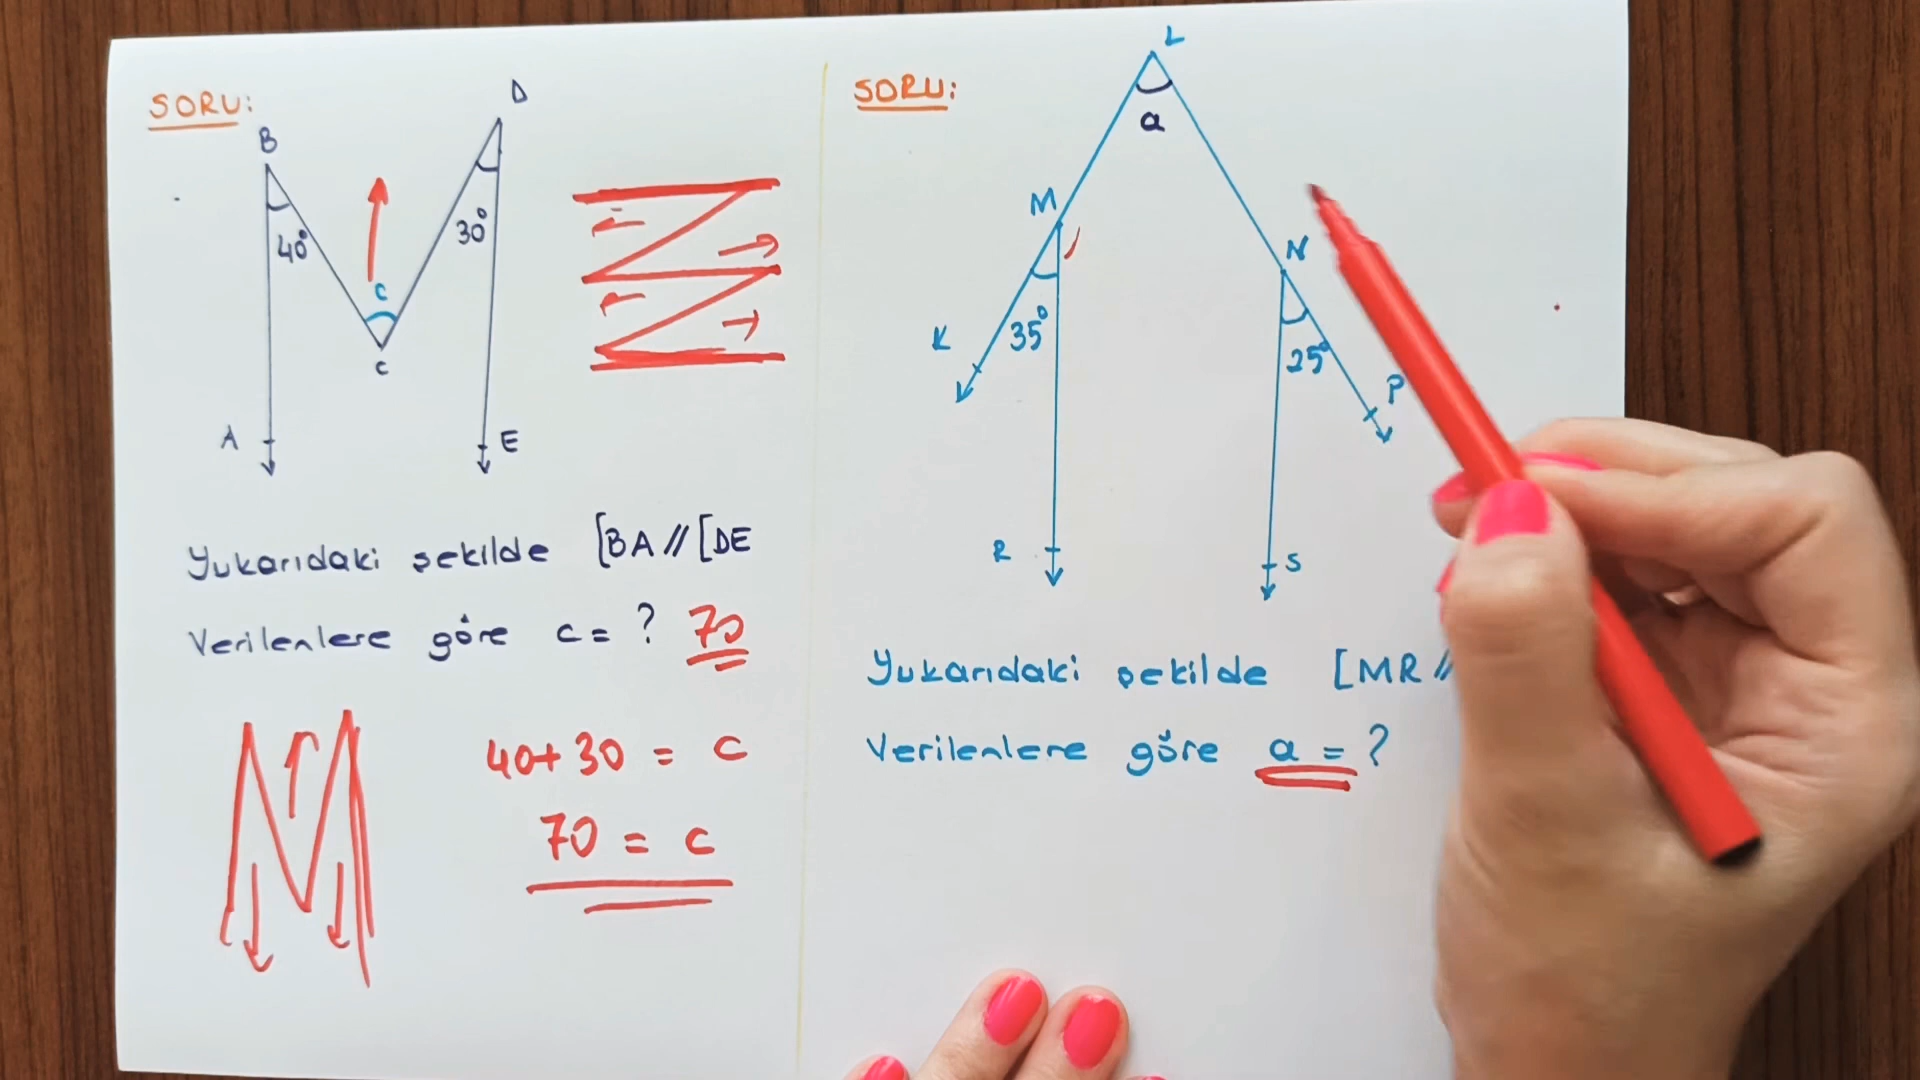 SORU:
B
D
40°
30°
c
C
A
E
Yukarıdaki şekilde [BA // [DE
Verilenlere göre c = ? 70
40+30 = c
70 = c
SORU:
L
a
M
N
K
35°
25°
P
R
S
Yukarıdaki şekilde [MR //
Verilenlere göre a = ?